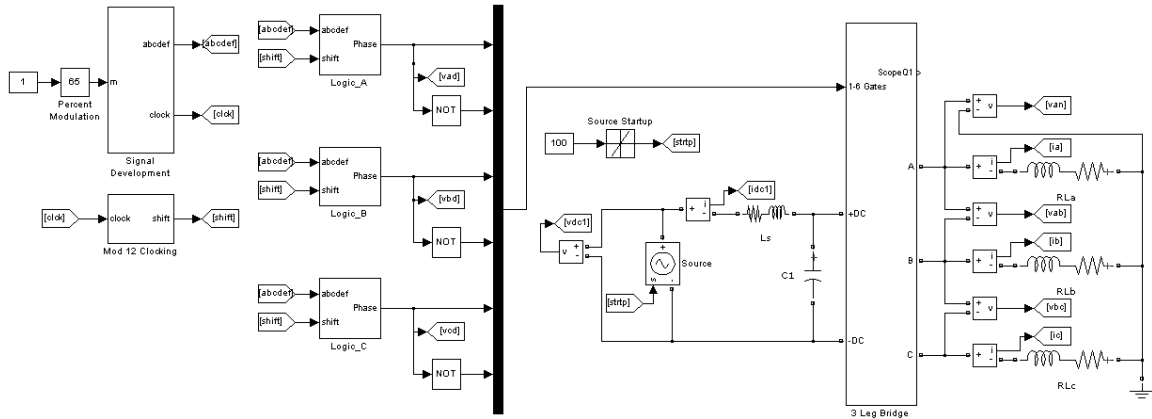 1
65
Percent
Modulation
m
abcdef
clock
Signal
Development
[abcdef]
[clck]
[clck]
clock
shift
Mod 12 Clocking
[shift]
[abcdef]
[shift]
abcdef
shift
Phase
Logic_A
[vad]
NOT
[abcdef]
[shift]
abcdef
shift
Phase
Logic_B
[vbd]
NOT
[abcdef]
[shift]
abcdef
shift
Phase
Logic_C
[vcd]
NOT
100
Source Startup
[strtp]
[vdc1]
v
+
-
+
s
-
Source
[strtp]
+
-
i
[idc1]
Ls
+
C1
ScopeQ1
1-6 Gates
+DC
-DC
A
B
C
3 Leg Bridge
+
-
v
[van]
+
-
i
[ia]
+
RLa
+
-
v
[vab]
+
-
i
[ib]
+
RLb
+
-
v
[vbc]
+
-
i
[ic]
+
RLc